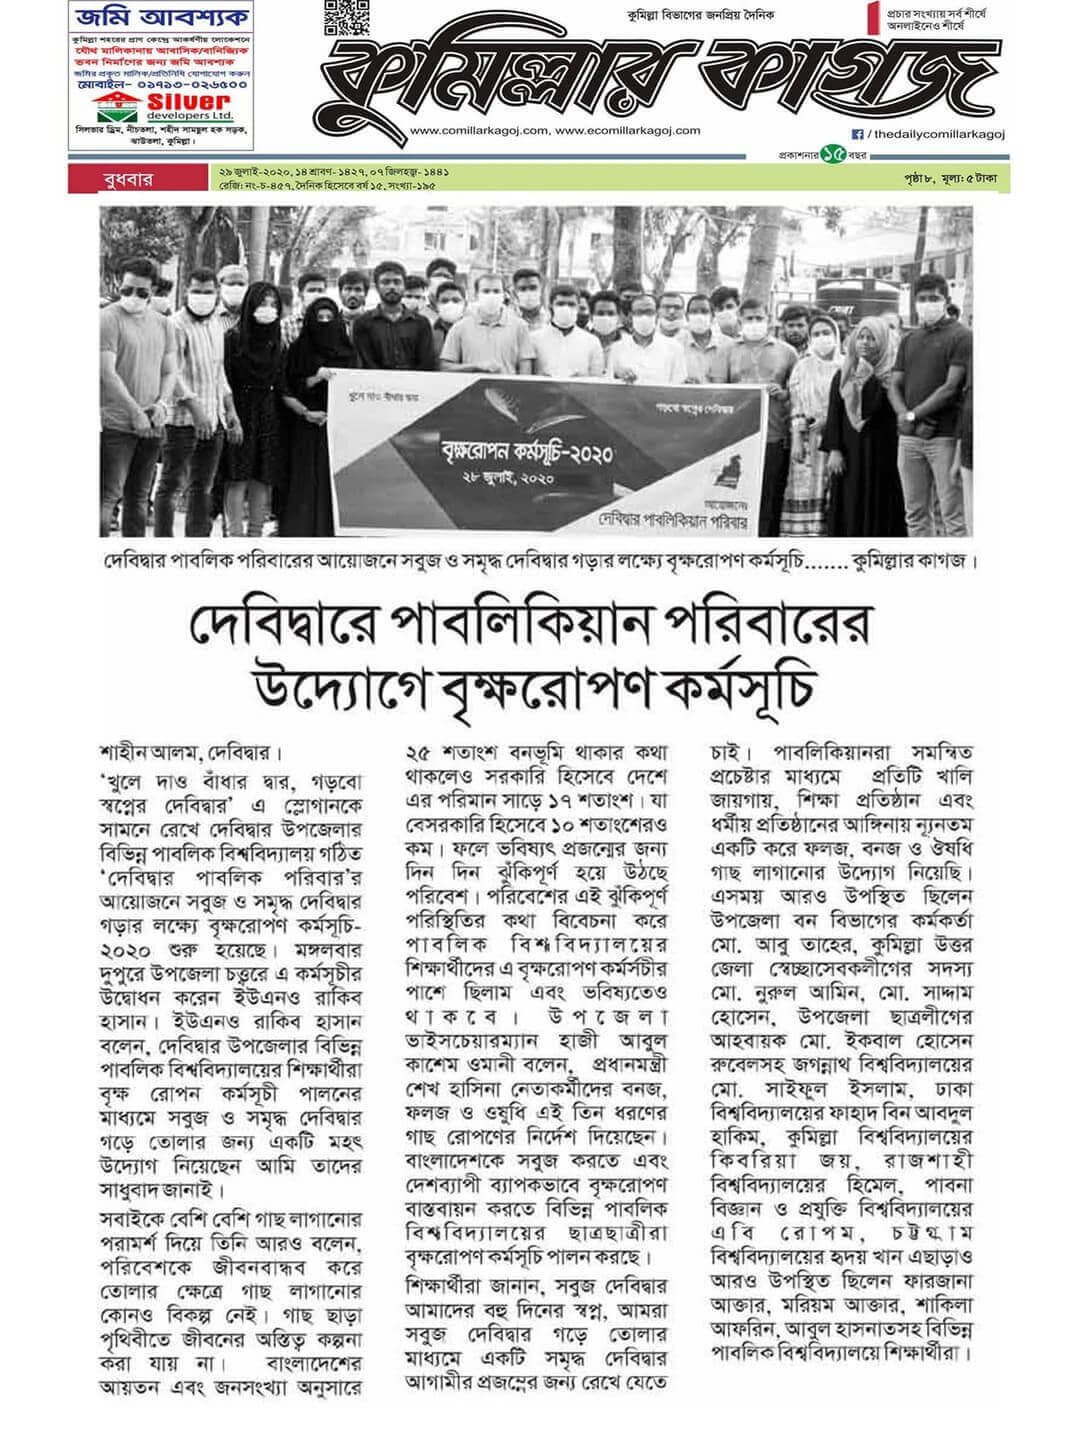 জমি আবশ্যক
কুমিল্লা শহরের প্রাণ কেন্দ্রে আকর্ষণীয় লোকেশনে
যৌথ মালিকানায় আবাসিক/বানিজ্যিক
ভবন নির্মাণের জন্য জমি আবশ্যক
জমির প্রকৃত মালিক/প্রতিনিধি যোগাযোগ করুন
মোবাইল- ০১৭১৩-০২৬৪০০
Silver
developers Ltd.
সিলভার ড্রিম, নীচতলা, শহীদ সামছুল হক সড়ক,
ঝাউতলা, কুমিল্লা।
কুমিল্লা বিভাগের জনপ্রিয় দৈনিক
প্রচার সংখ্যায় সর্ব শীর্ষে
অনলাইনেও শীর্ষে
কুমিল্লার কাগজ
www.comillarkagoj.com, www.ecomillarkagoj.com
f /thedailycomillarkagoj
প্রকাশনার ১৫ বছর
বুধবার
২৯ জুলাই-২০২০, ১৪ শ্রাবণ- ১৪২৭, ০৭ জিলহজ্ব- ১৪৪১
রেজি: নং-চ-৪৫৭, দৈনিক হিসেবে বর্ষ ১৫, সংখ্যা-১৯৫
পৃষ্ঠা ৮, মূল্য: ৫ টাকা
খুলে দাও বাঁধার দ্বার
গড়বো স্বপ্নের দেবিদ্বার
বৃক্ষরোপন কর্মসূচি-২০২০
২৮ জুলাই, ২০২০
আয়োজনেঃ
দেবিদ্বার পাবলিকিয়ান পরিবার
দেবিদ্বার পাবলিক পরিবারের আয়োজনে সবুজ ও সমৃদ্ধ দেবিদ্বার গড়ার লক্ষ্যে বৃক্ষরোপণ কর্মসূচি....... কুমিল্লার কাগজ।
দেবিদ্বারে পাবলিকিয়ান পরিবারের
উদ্যোগে বৃক্ষরোপণ কর্মসূচি
শাহীন আলম, দেবিদ্বার।
'খুলে দাও বাঁধার দ্বার, গড়বো
স্বপ্নের দেবিদ্বার' এ স্লোগানকে
সামনে রেখে দেবিদ্বার উপজেলার
বিভিন্ন পাবলিক বিশ্ববিদ্যালয় গঠিত
'দেবিদ্বার পাবলিক পরিবার'র
আয়োজনে সবুজ ও সমৃদ্ধ দেবিদ্বার
গড়ার লক্ষ্যে বৃক্ষরোপণ কর্মসূচি-
২০২০ শুরু হয়েছে। মঙ্গলবার
দুপুরে উপজেলা চত্ত্বরে এ কর্মসূচীর
উদ্বোধন করেন ইউএনও রাকিব
হাসান। ইউএনও রাকিব হাসান
বলেন, দেবিদ্বার উপজেলার বিভিন্ন
পাবলিক বিশ্ববিদ্যালয়ের শিক্ষার্থীরা
বৃক্ষ রোপন কর্মসূচী পালনের
মাধ্যমে সবুজ ও সমৃদ্ধ দেবিদ্বার
গড়ে তোলার জন্য একটি মহৎ
উদ্যোগ নিয়েছেন আমি তাদের
সাধুবাদ জানাই।
সবাইকে বেশি বেশি গাছ লাগানোর
পরামর্শ দিয়ে তিনি আরও বলেন,
পরিবেশকে জীবনবান্ধব করে
তোলার ক্ষেত্রে গাছ লাগানোর
কোনও বিকল্প নেই। গাছ ছাড়া
পৃথিবীতে জীবনের অস্তিত্ব কল্পনা
করা যায় না। বাংলাদেশের
আয়তন এবং জনসংখ্যা অনুসারে
২৫ শতাংশ বনভূমি থাকার কথা
থাকলেও সরকারি হিসেবে দেশে
এর পরিমান সাড়ে ১৭ শতাংশ। যা
বেসরকারি হিসেবে ১০ শতাংশেরও
কম। ফলে ভবিষ্যৎ প্রজন্মের জন্য
দিন দিন ঝুঁকিপূর্ণ হয়ে উঠছে
পরিবেশ। পরিবেশের এই ঝুঁকিপূর্ণ
পরিস্থিতির কথা বিবেচনা করে
পাবলিক বিশ্ববিদ্যালয়ের
শিক্ষার্থীদের এ বৃক্ষরোপণ কর্মর্সচীর
পাশে ছিলাম এবং ভবিষ্যতেও
থাকবে। উপজেলা
ভাইসচেয়ারম্যান হাজী আবুল
কাশেম ওমানী বলেন, প্রধানমন্ত্রী
শেখ হাসিনা নেতাকর্মীদের বনজ,
ফলজ ও ওষুধি এই তিন ধরণের
গাছ রোপণের নির্দেশ দিয়েছেন।
বাংলাদেশকে সবুজ করতে এবং
দেশব্যাপী ব্যাপকভাবে বৃক্ষরোপণ
বাস্তবায়ন করতে বিভিন্ন পাবলিক
বিশ্ববিদ্যালয়ের ছাত্রছাত্রীরা
বৃক্ষরোপণ কর্মসূচি পালন করছে।
শিক্ষার্থীরা জানান, সবুজ দেবিদ্বার
আমাদের বহু দিনের স্বপ্ন, আমরা
সবুজ দেবিদ্বার গড়ে তোলার
মাধ্যমে একটি সমৃদ্ধ দেবিদ্বার
আগামীর প্রজন্মের জন্য রেখে যেতে
চাই। পাবলিকিয়ানরা সমন্বিত
প্রচেষ্টার মাধ্যমে প্রতিটি খালি
জায়গায়, শিক্ষা প্রতিষ্ঠান এবং
ধর্মীয় প্রতিষ্ঠানের আঙ্গিনায় ন্যূনতম
একটি করে ফলজ, বনজ ও ঔষধি
গাছ লাগানোর উদ্যোগ নিয়েছি।
এসময় আরও উপস্থিত ছিলেন
উপজেলা বন বিভাগের কর্মকর্তা
মো. আবু তাহের, কুমিল্লা উত্তর
জেলা স্বেচ্ছাসেবকলীগের সদস্য
মো. নুরুল আমিন, মো. সাদ্দাম
হোসেন, উপজেলা ছাত্রলীগের
আহবায়ক মো. ইকবাল হোসেন
রুবেলসহ জগন্নাথ বিশ্ববিদ্যালয়ের
মো. সাইফুল ইসলাম, ঢাকা
বিশ্ববিদ্যালয়ের ফাহাদ বিন আবদুল
হাকিম, কুমিল্লা বিশ্ববিদ্যালয়ের
কিবরিয়া জয়, রাজশাহী
বিশ্ববিদ্যালয়ের হিমেল, পাবনা
বিজ্ঞান ও প্রযুক্তি বিশ্ববিদ্যালয়ের
এবি রোপম, চট্টগ্রাম
বিশ্ববিদ্যালয়ের হৃদয় খান এছাড়াও
আরও উপস্থিত ছিলেন ফারজানা
আক্তার, মরিয়ম আক্তার, শাকিলা
আফরিন, আবুল হাসনাতসহ বিভিন্ন
পাবলিক বিশ্ববিদ্যালয়ে শিক্ষার্থীরা।